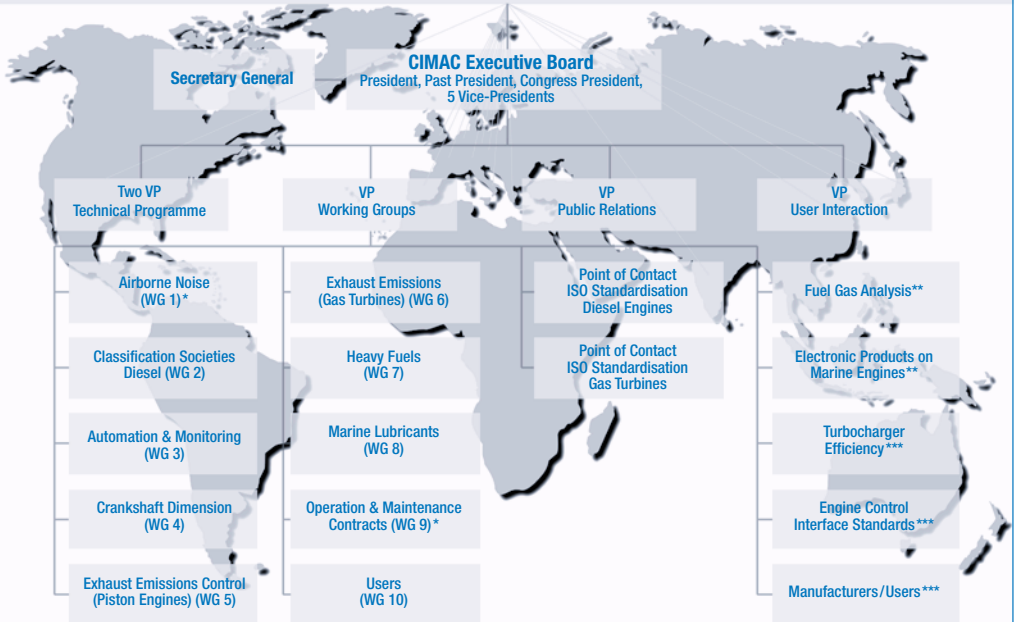 Secretary General
CIMAC Executive Board
President, Past President, Congress President,
5 Vice-Presidents
Two VP
Technical Programme
VP
Working Groups
VP
Public Relations
VP
User Interaction
Airborne Noise
(WG 1)*
Exhaust Emissions
(Gas Turbines) (WG 6)
Point of Contact
ISO Standardisation
Diesel Engines
Fuel Gas Analysis**
Classification Societies
Diesel (WG 2)
Heavy Fuels
(WG 7)
Point of Contact
ISO Standardisation
Gas Turbines
Electronic Products on
Marine Engines**
Automation & Monitoring
(WG 3)
Marine Lubricants
(WG 8)
Turbocharger
Efficiency***
Crankshaft Dimension
(WG 4)
Operation & Maintenance
Contracts (WG 9)*
Engine Control
Interface Standards***
Exhaust Emissions Control
(Piston Engines) (WG 5)
Users
(WG 10)
Manufacturers/Users***